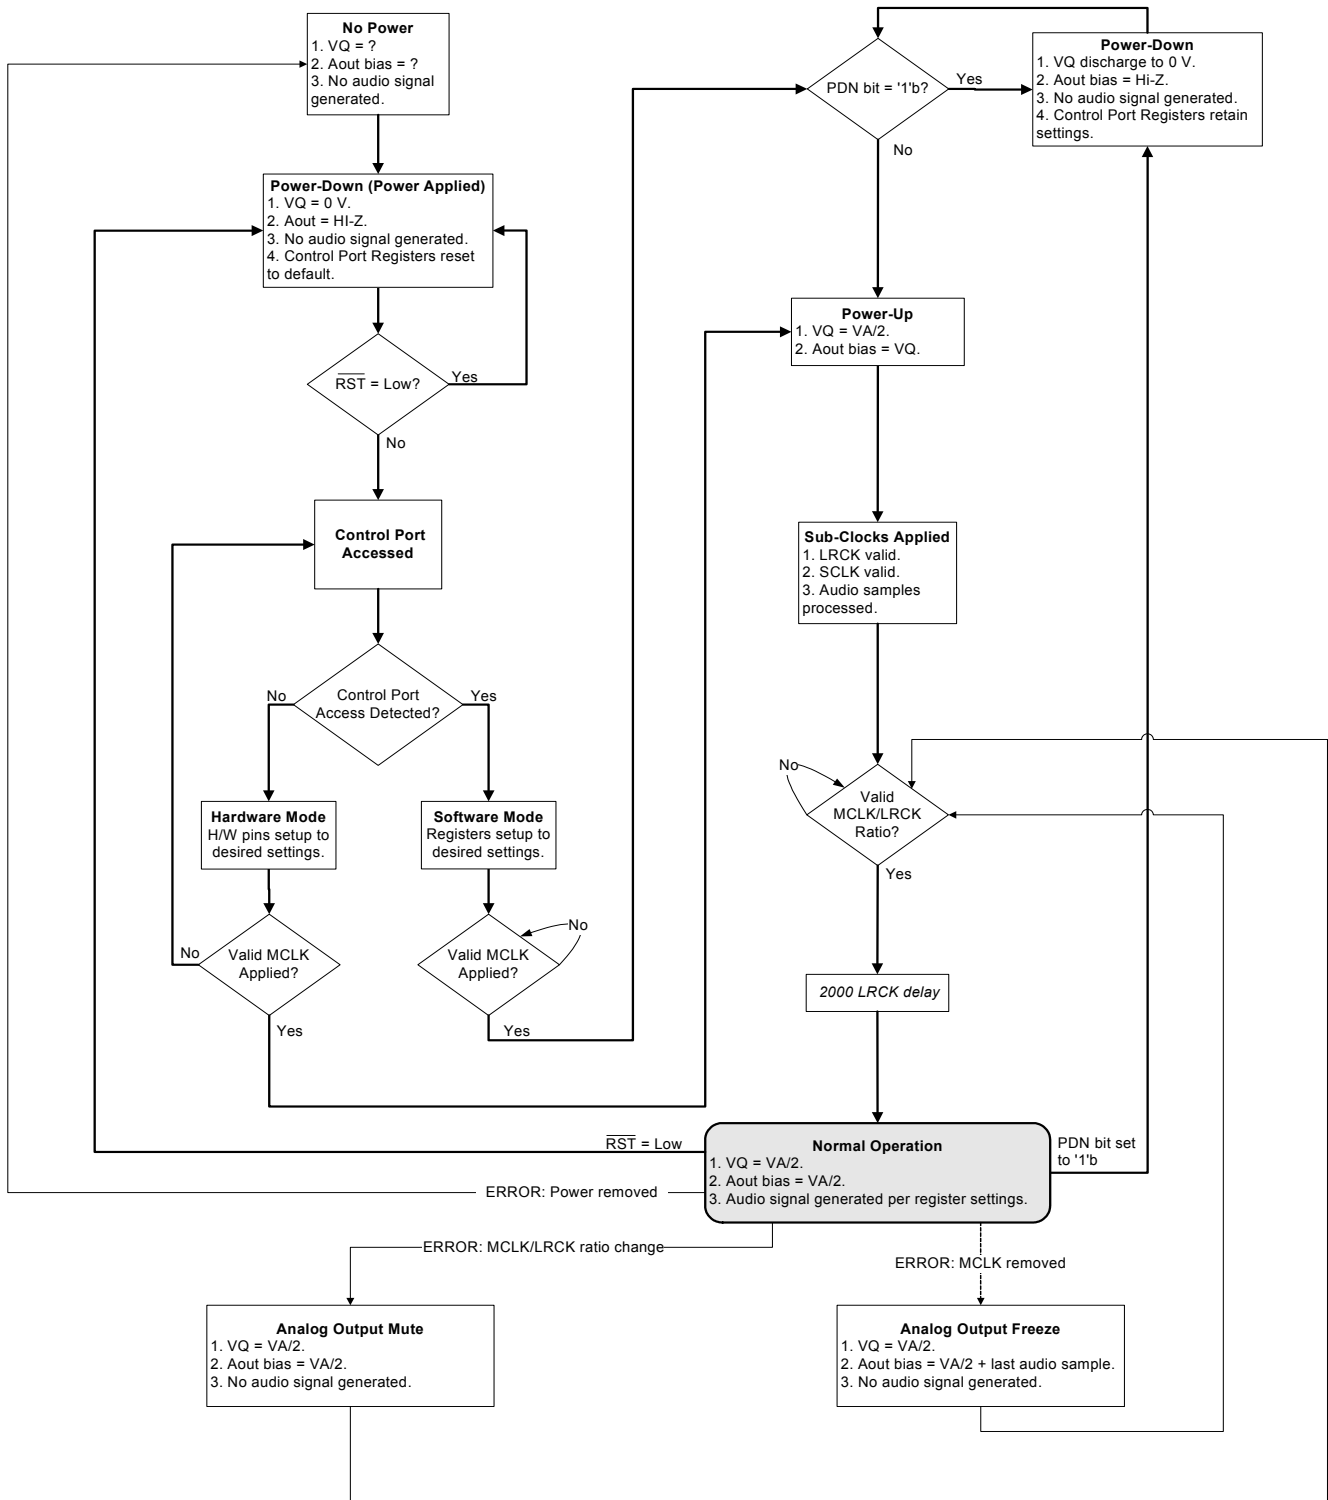 No Power
1. VQ = ?
2. Aout bias = ?
3. No audio signal
generated.
Power-Down (Power Applied)
1. VQ = 0 V.
2. Aout = HI-Z.
3. No audio signal generated.
4. Control Port Registers reset
to default.
RST = Low?
Yes
No
Control Port
Accessed
Control Port
Access Detected?
No
Yes
Hardware Mode
H/W pins setup to
desired settings.
Software Mode
Registers setup to
desired settings.
Valid MCLK
Applied?
No
Yes
Valid MCLK
Applied?
No
Yes
PDN bit = '1'b?
Yes
No
Power-Down
1. VQ discharge to 0 V.
2. Aout bias = Hi-Z.
3. No audio signal generated.
4. Control Port Registers retain
settings.
Power-Up
1. VQ = VA/2.
2. Aout bias = VQ.
Sub-Clocks Applied
1. LRCK valid.
2. SCLK valid.
3. Audio samples
processed.
No
Valid
MCLK/LRCK
Ratio?
Yes
2000 LRCK delay
Normal Operation
1. VQ = VA/2.
2. Aout bias = VA/2.
3. Audio signal generated per register settings.
RST = Low
PDN bit set
to '1'b
ERROR: Power removed
ERROR: MCLK/LRCK ratio change
ERROR: MCLK removed
Analog Output Mute
1. VQ = VA/2.
2. Aout bias = VA/2.
3. No audio signal generated.
Analog Output Freeze
1. VQ = VA/2.
2. Aout bias = VA/2 + last audio sample.
3. No audio signal generated.